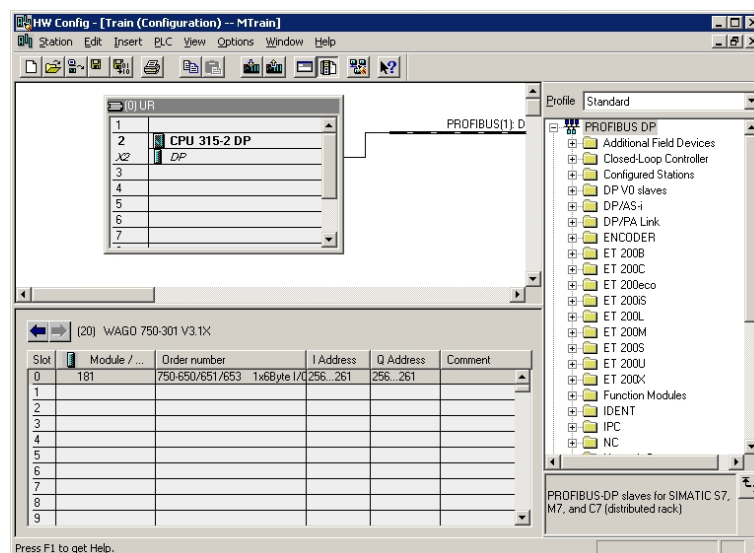 HW Config - [Train (Configuration) -- MTrain]
Station Edit Insert PLC View Options Window Help
(0) UR
1
2 CPU 315-2 DP
X2 DP
3
4
5
6
7
PROFIBUS(1): D
Profile Standard
PROFIBUS DP
Additional Field Devices
Closed-Loop Controller
Configured Stations
DP V0 slaves
DP/AS-i
DP/PA Link
ENCODER
ET 200B
ET 200C
ET 200eco
ET 200iS
ET 200L
ET 200M
ET 200S
ET 200U
ET 200X
Function Modules
IDENT
IPC
NC
PROFIBUS-DP slaves for SIMATIC S7,
M7, and C7 (distributed rack)
(20) WAGO 750-301 V3.1X
Slot Module / ... Order number I Address Q Address Comment
0 181 750-650/651/653 1x6Byte I/O 256...261 256...261
1
2
3
4
5
6
7
8
9
Press F1 to get Help.